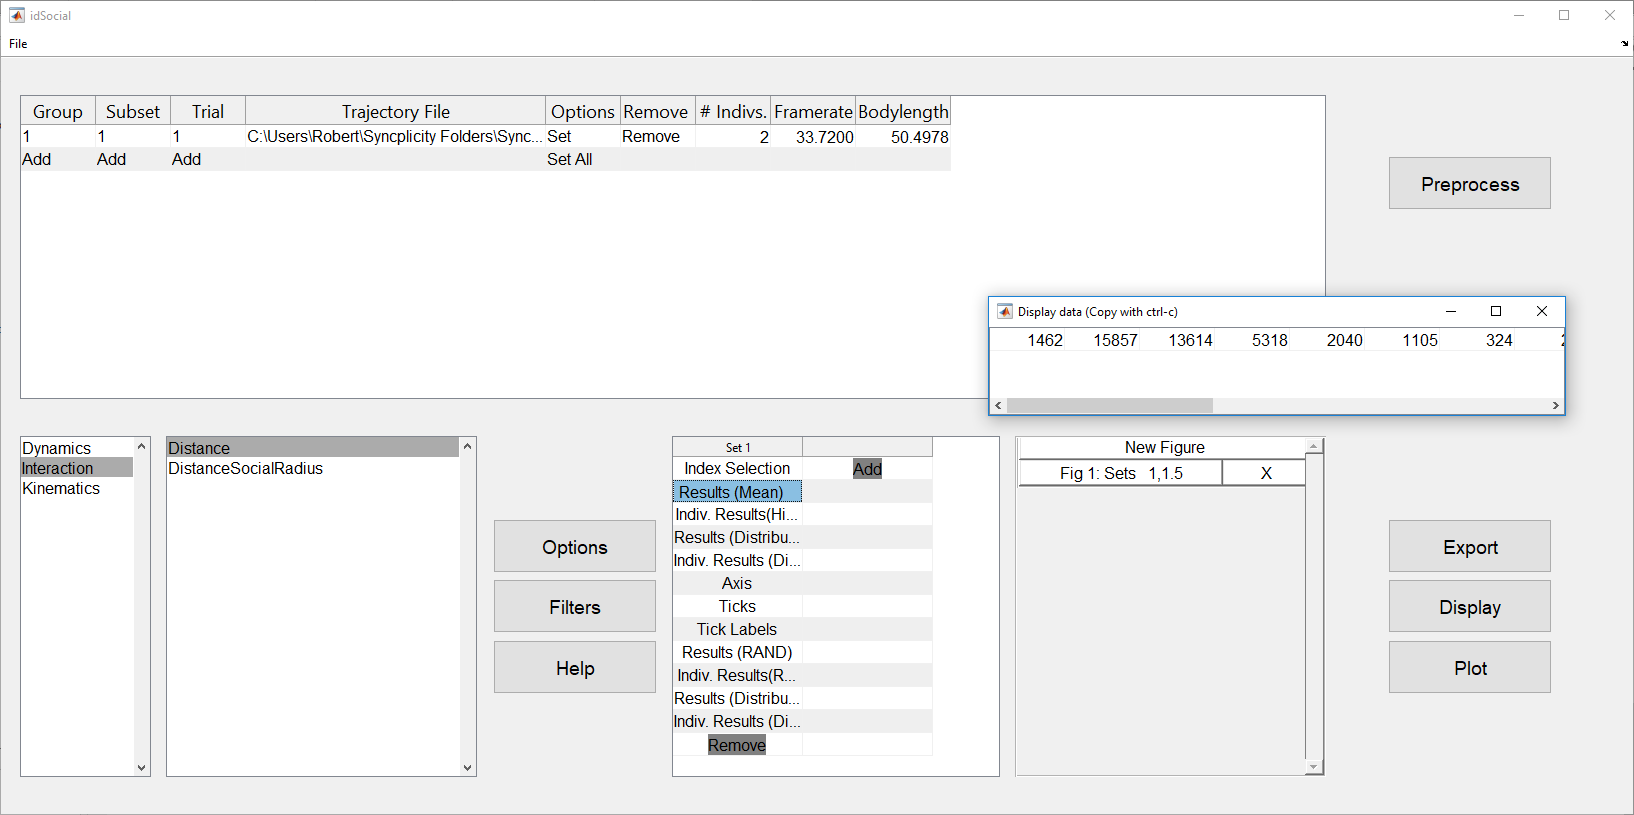 idSocial
File
Group Subset Trial Trajectory File Options Remove # Indivs. Framerate Bodylength
1 1 1 C:\Users\Robert\Syncplicity Folders\Sync... Set Remove 2 33.7200 50.4978
Add Add Add Set All
Preprocess
Display data (Copy with ctrl-c)
1462 15857 13614 5318 2040 1105 324
Dynamics
Interaction
Kinematics
Distance
DistanceSocialRadius
Options
Filters
Help
Set 1
Index Selection Add
Results (Mean)
Indiv. Results(Hi...
Results (Distribu...
Indiv. Results (Di...
Axis
Ticks
Tick Labels
Results (RAND)
Indiv. Results(R...
Results (Distribu...
Indiv. Results (Di...
Remove
New Figure
Fig 1: Sets 1,1.5 X
Export
Display
Plot